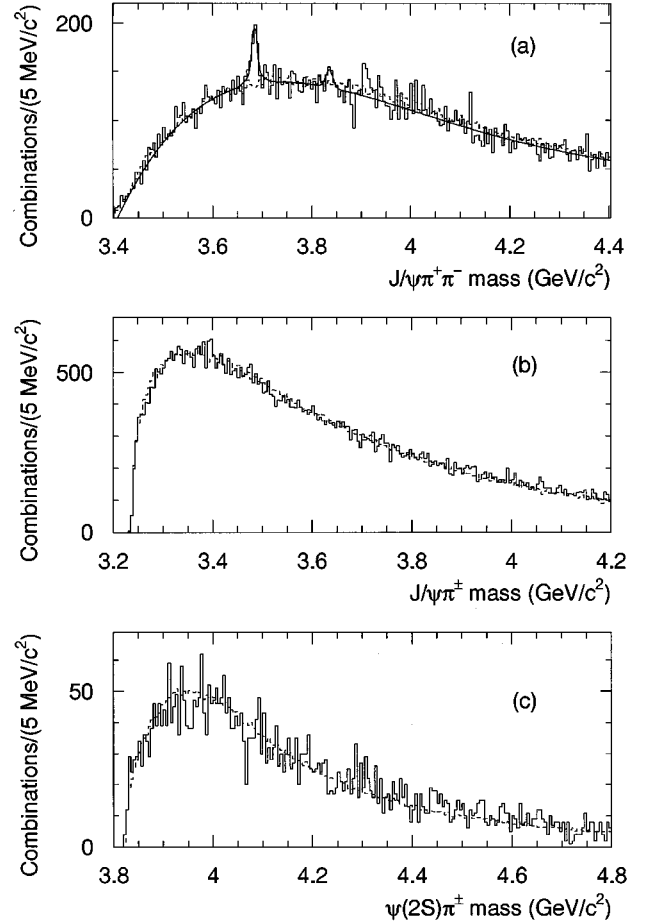 Combinations/(5 MeV/c²)
200
100
0
(a)
3.4 3.6 3.8 4 4.2 4.4
J/ψπ⁺π⁻ mass (GeV/c²)
Combinations/(5 MeV/c²)
500
0
(b)
3.2 3.4 3.6 3.8 4 4.2
J/ψπ± mass (GeV/c²)
Combinations/(5 MeV/c²)
50
0
(c)
4 4.2 4.4 4.6 4.8
ψ(2S)π± mass (GeV/c²)